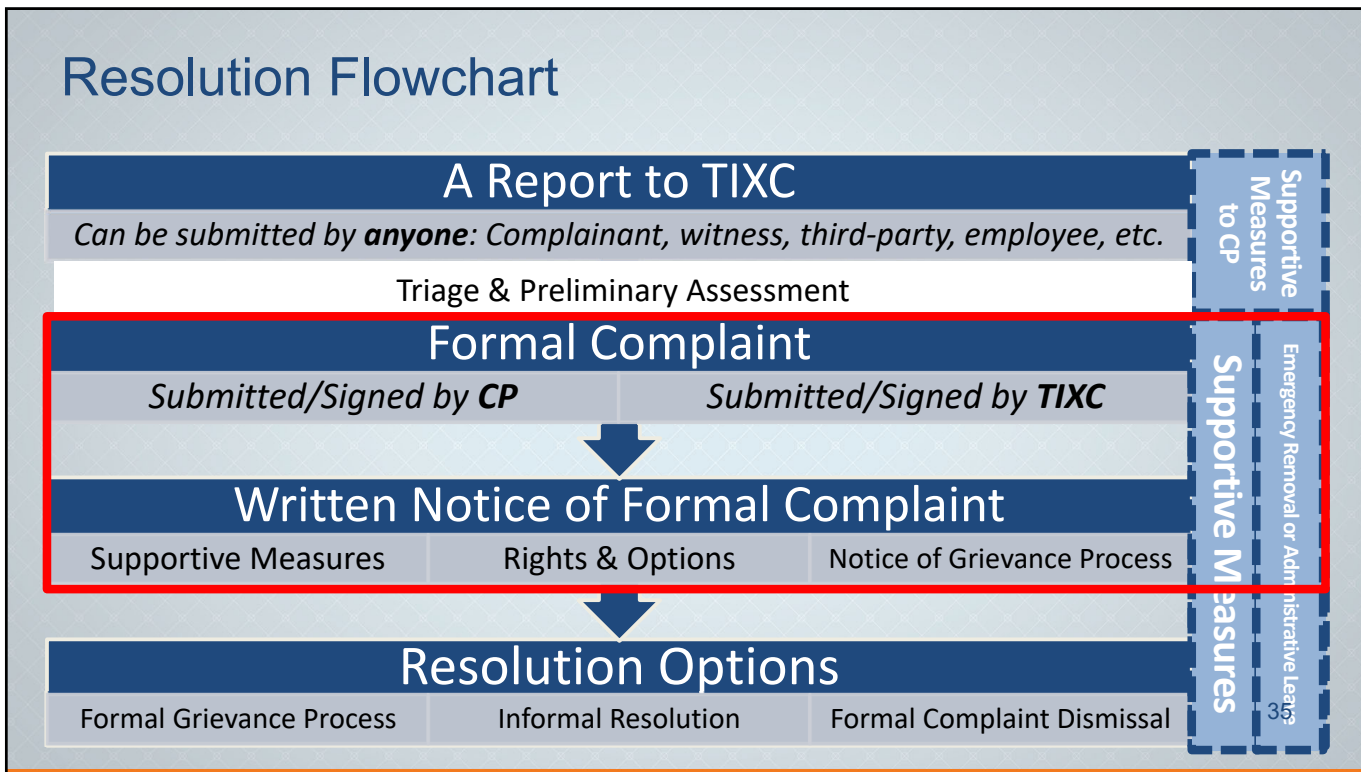 Resolution Flowchart
A Report to TIXC
Can be submitted by anyone: Complainant, witness, third-party, employee, etc.
Triage & Preliminary Assessment
Formal Complaint
Submitted/Signed by CP
Submitted/Signed by TIXC
Written Notice of Formal Complaint
Supportive Measures
Rights & Options
Notice of Grievance Process
Resolution Options
Formal Grievance Process
Informal Resolution
Formal Complaint Dismissal
Supportive
Measures
to CP
Supportive Measures
Emergency Removal or Administrative Leave
35